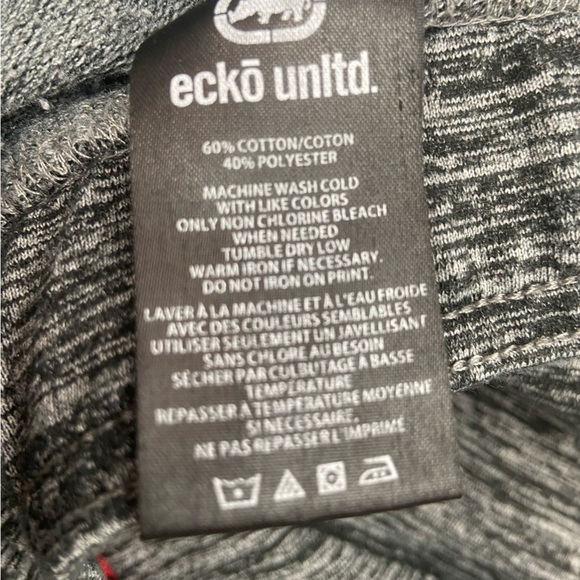 eckō unltd.
60% COTTON/COTON
40% POLYESTER
MACHINE WASH COLD
WITH LIKE COLORS
ONLY NON CHLORINE BLEACH
WHEN NEEDED
TUMBLE DRY LOW
WARM IRON IF NECESSARY.
DO NOT IRON ON PRINT.
LAVER À LA MACHINE ET À L'EAU FROIDE
AVEC DES COULEURS SEMBLABLES
UTILISER SEULEMENT UN JAVELLISANT
SANS CHLORE AU BESOIN
SÉCHER PAR CULBUTAGE À BASSE
TEMPÉRATURE
REPASSER À TEMPÉRATURE MOYENNE
SI NÉCESSAIRE.
NE PAS REPASSER L'IMPRIME